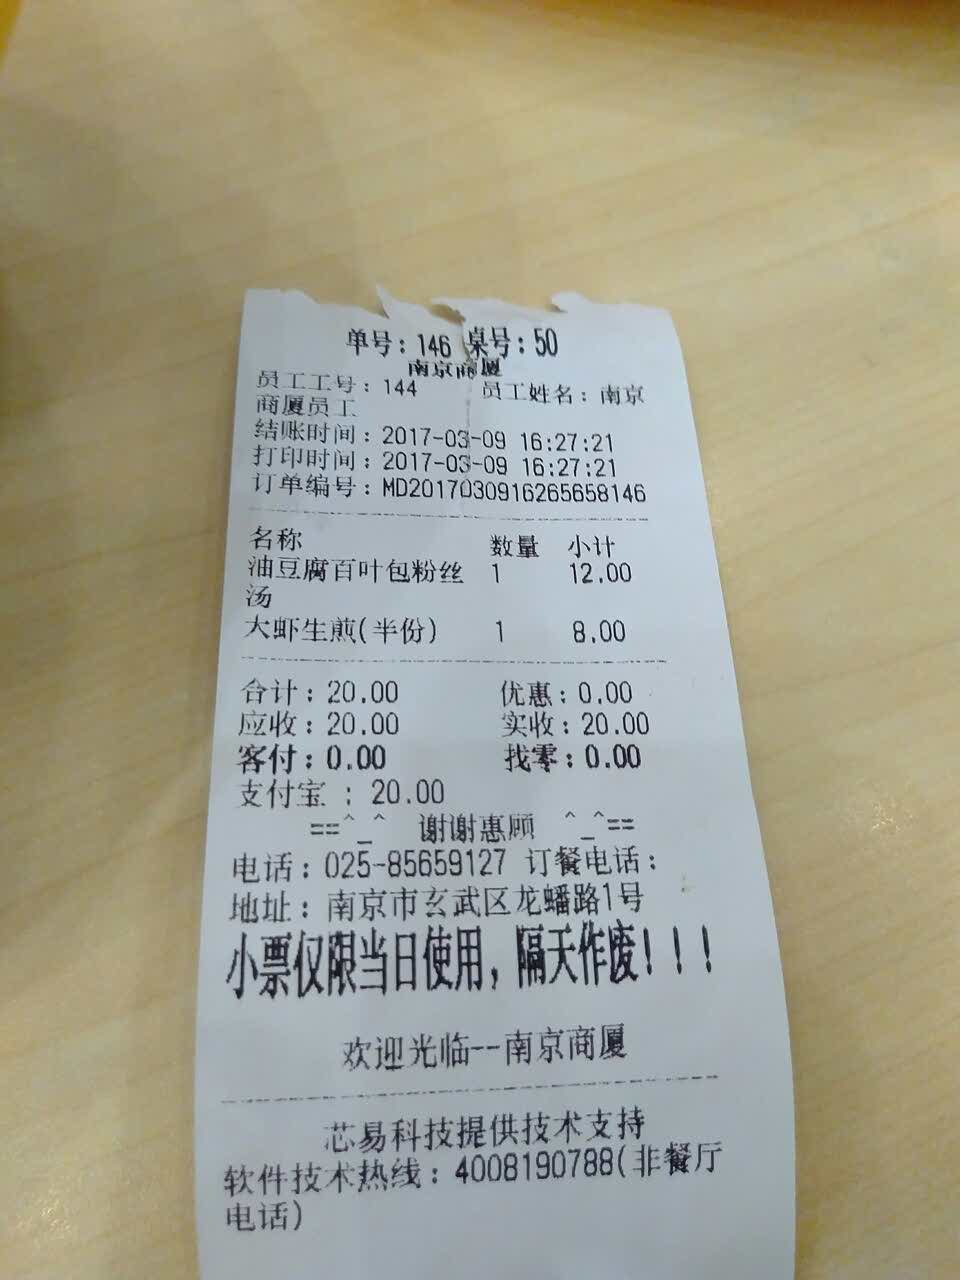 单号：146 桌号：50
南京商厦
员工工号：144 员工姓名：南京
商厦员工
结账时间：2017-03-09 16:27:21
打印时间：2017-03-09 16:27:21
订单编号：MD2017030916265658146
名称 数量 小计
油豆腐百叶包粉丝 1 12.00
汤
大虾生煎(半份) 1 8.00
合计：20.00 优惠：0.00
应收：20.00 实收：20.00
客付：0.00 找零：0.00
支付宝 ：20.00
==^_^ 谢谢惠顾 ^_^==
电话：025-85659127 订餐电话：
地址：南京市玄武区龙蟠路1号
小票仅限当日使用，隔天作废！！！
欢迎光临--南京商厦
芯易科技提供技术支持
软件技术热线：4008190788(非餐厅
电话)